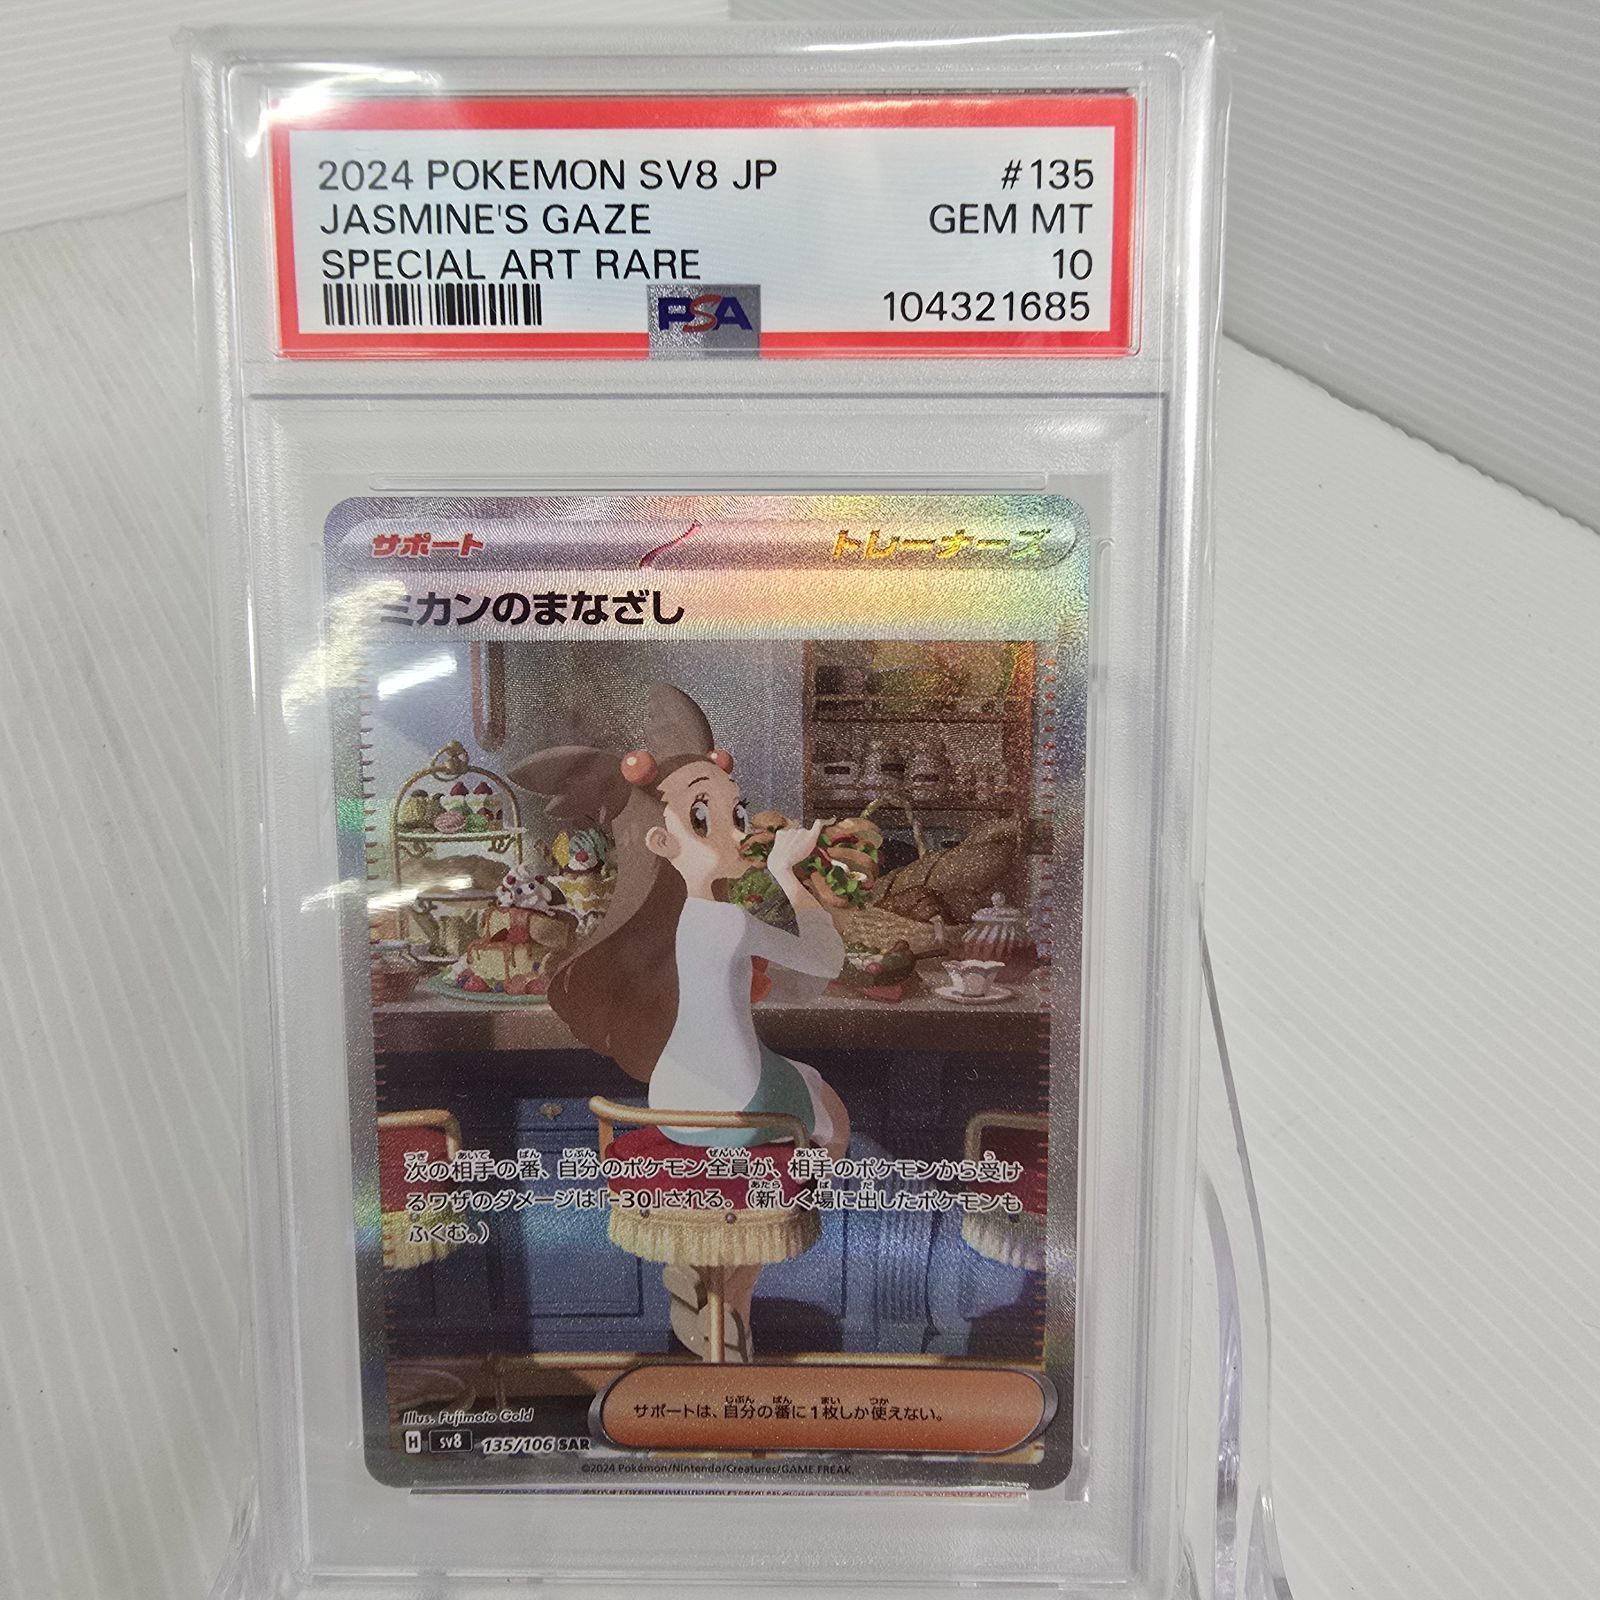 2024 POKEMON SV8 JP #135
JASMINE'S GAZE GEM MT
SPECIAL ART RARE 10
PSA 104321685
サポート トレーナーズ
ミカンのまなざし
次の相手の番、自分のポケモン全員が、相手のポケモンから受け
るワザのダメージは「-30」される。（新しく場に出したポケモンも
ふくむ。）
サポートは、自分の番に1枚しか使えない。
Illus. Fujimoto Gold
H sv8 135/106 SAR
©2024 Pokémon/Nintendo/Creatures/GAME FREAK.